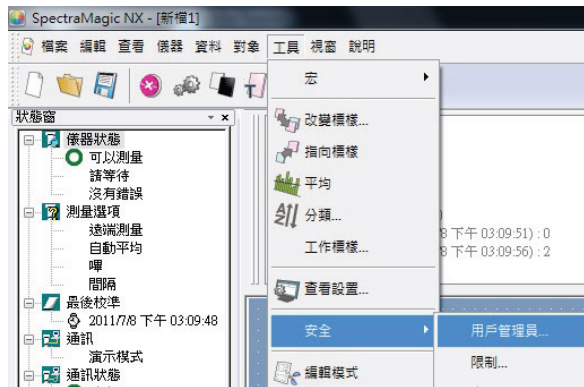 SpectraMagic NX - [新檔1]
檔案 編輯 查看 儀器 資料 對象 工具 視窗 說明
狀態窗
儀器狀態
可以測量
請等待
沒有錯誤
測量選項
遠端測量
自動平均
嗶
間隔
最後校準
2011/7/8 下午 03:09:48
通訊
演示模式
通訊狀態
宏
改變標樣...
指向標樣
平均
分類...
工作標樣...
查看設置...
安全
編輯模式
用戶管理員...
限制...
8 下午 03:09:51) : 0
/8 下午 03:09:56) : 2